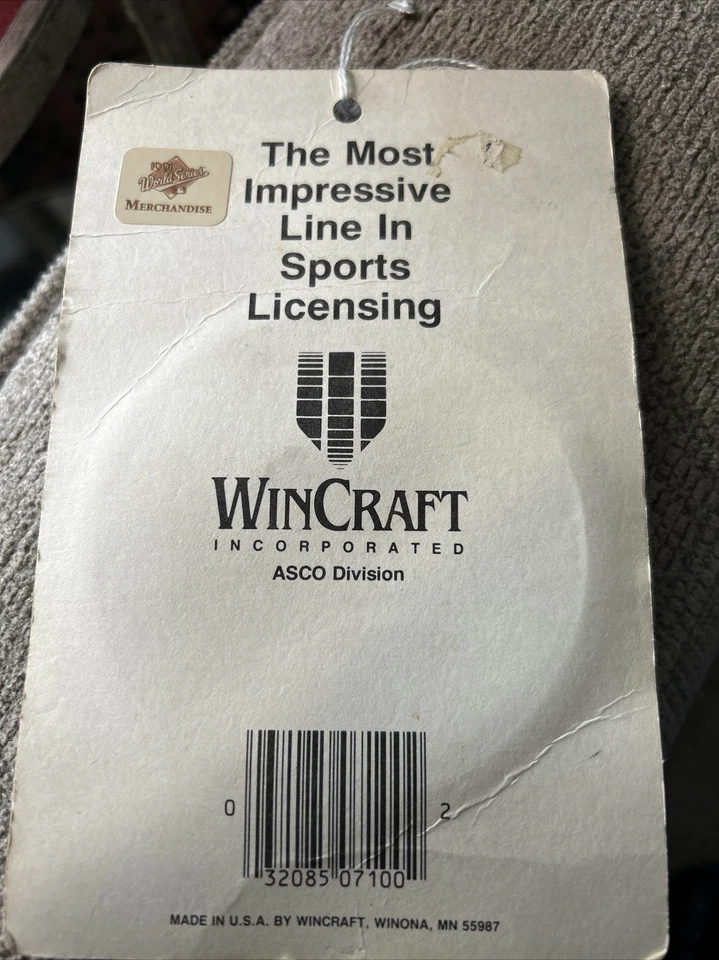 1991
World Series
MERCHANDISE
The Most
Impressive
Line In
Sports
Licensing
WINCRAFT
INCORPORATED
ASCO Division
0 32085 07100 2
MADE IN U.S.A. BY WINCRAFT, WINONA, MN 55987